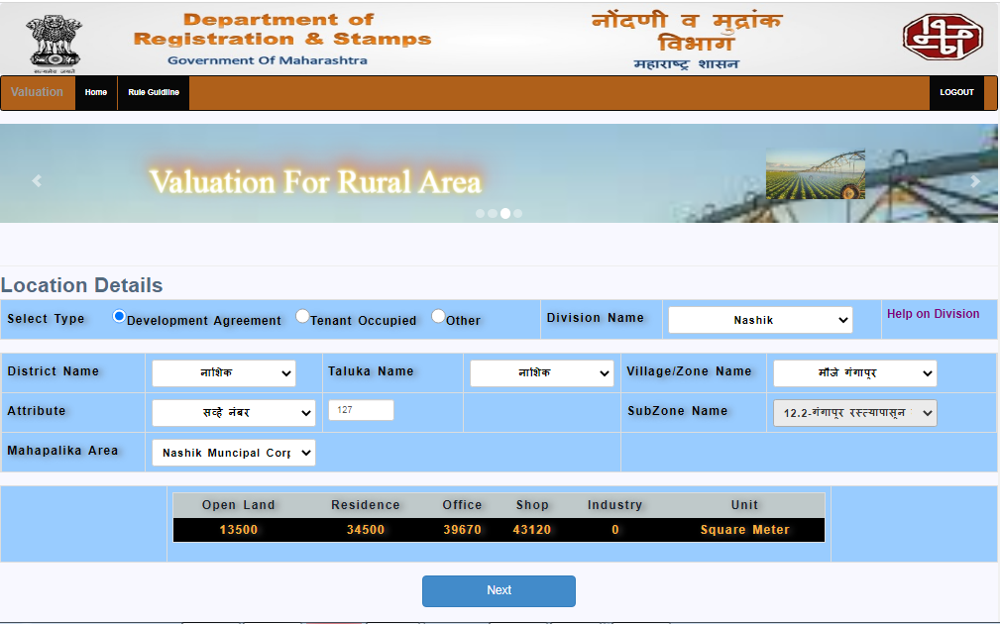 Department of
Registration & Stamps
Government Of Maharashtra
नोंदणी व मुद्रांक
विभाग
महाराष्ट्र शासन
सत्यमेव जयते
Valuation Home Rule Guidline LOGOUT
Valuation For Rural Area
Location Details
Select Type Development Agreement Tenant Occupied Other Division Name Nashik Help on Division
District Name नाशिक Taluka Name नाशिक Village/Zone Name मौजे गंगापूर
Attribute सव्हे नंबर 127 SubZone Name 12.2-गंगापूर रस्त्यापासून
Mahapalika Area Nashik Muncipal Corp
Open Land Residence Office Shop Industry Unit
13500 34500 39670 43120 0 Square Meter
Next